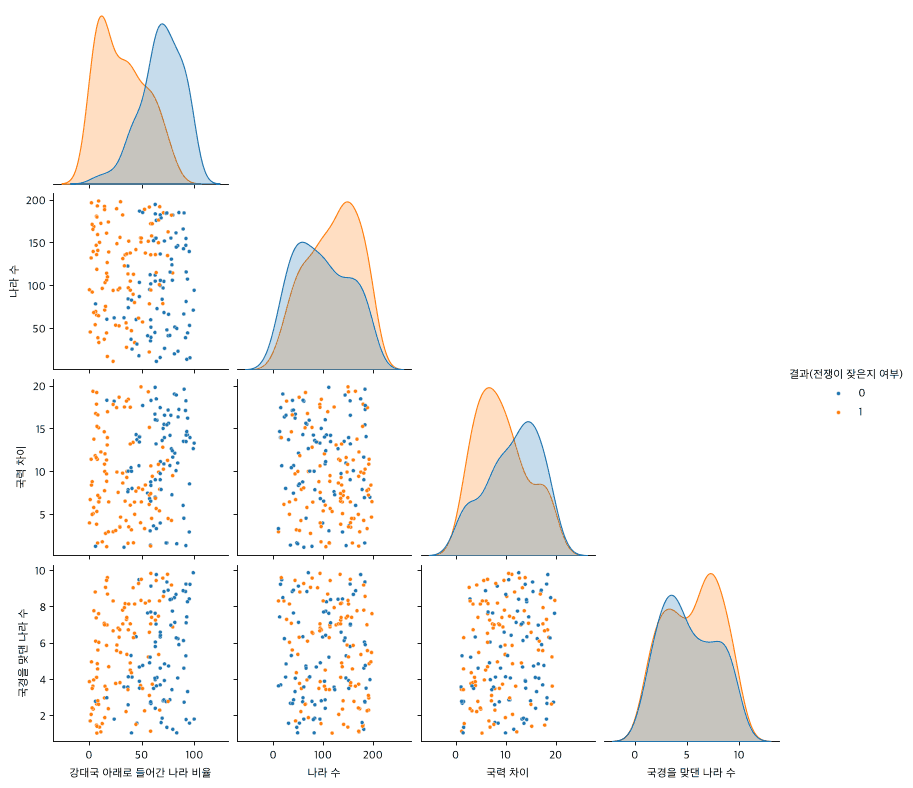 200
150
100
50
나라 수
20
15
10
5
국력 차이
결과(전쟁이 잦은지 여부)
0
1
10
8
6
4
2
국경을 맞댄 나라 수
0 50 100
0 100 200
0 10 20
0 5 10
강대국 아래로 들어간 나라 비율
나라 수
국력 차이
국경을 맞댄 나라 수